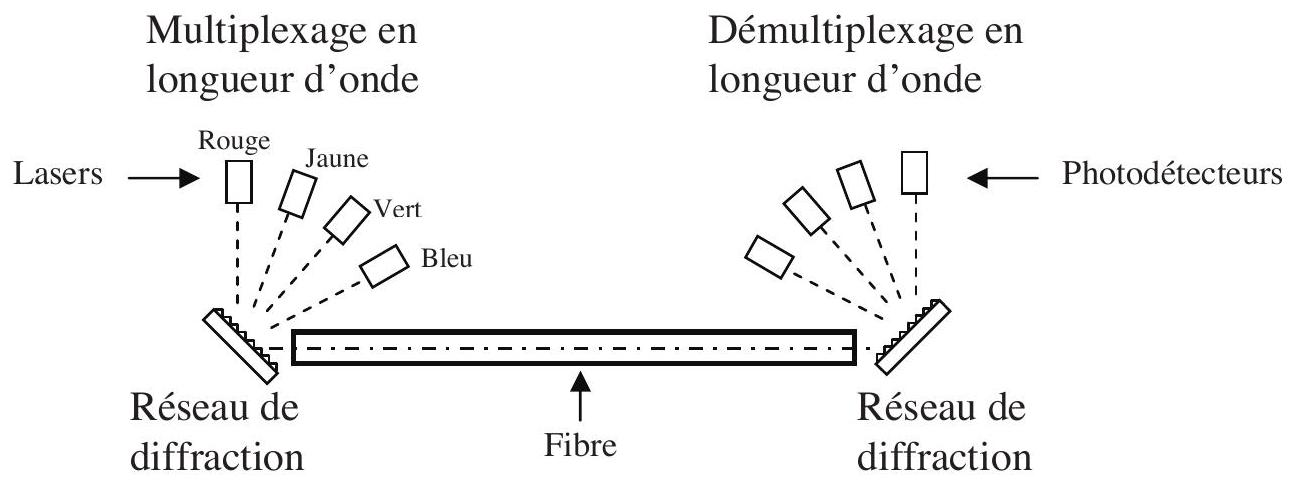 Multiplexage en
longueur d'onde
Démultiplexage en
longueur d'onde
Rouge
Jaune
Lasers
Vert
Bleu
Photodétecteurs
Réseau de
diffraction
Fibre
Réseau de
diffraction